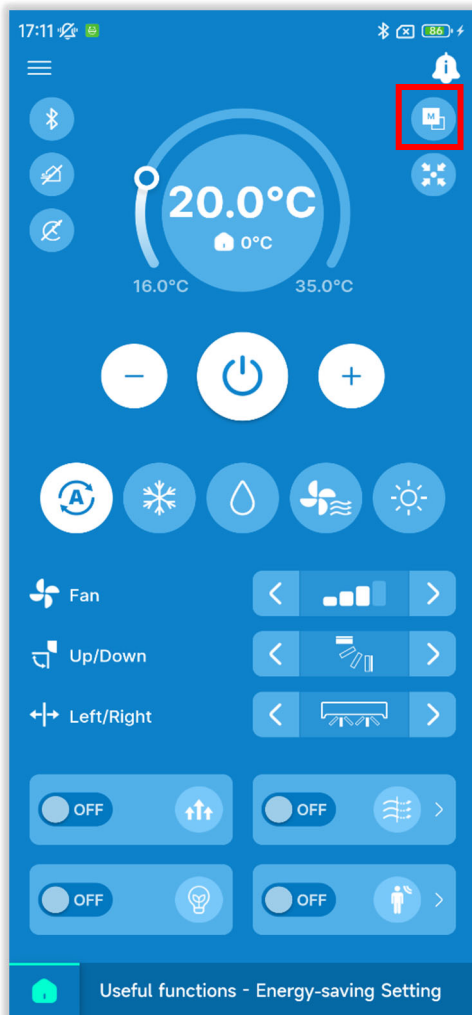 17:11
86
M
20.0°C
0°C
16.0°C 35.0°C
A
Fan
Up/Down
Left/Right
OFF OFF
OFF OFF
Useful functions - Energy-saving Setting